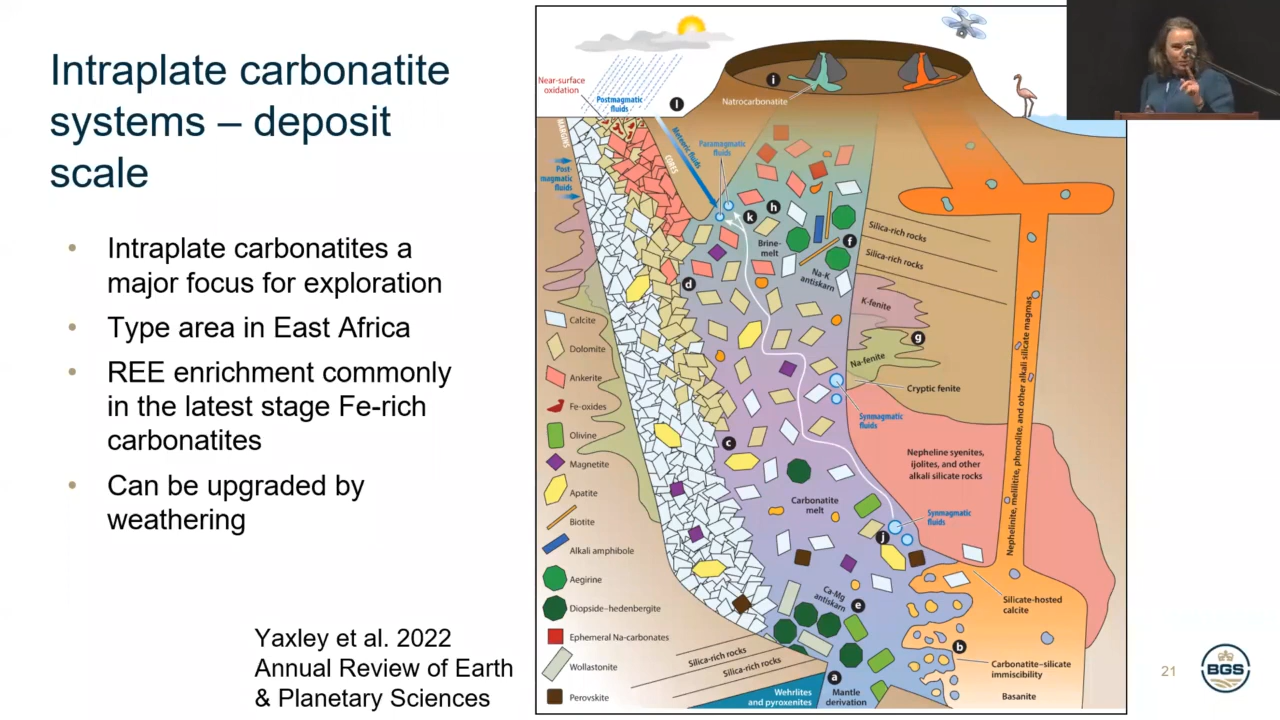 Intraplate carbonatite
systems – deposit
scale
• Intraplate carbonatites a
major focus for exploration
• Type area in East Africa
• REE enrichment commonly
in the latest stage Fe-rich
carbonatites
• Can be upgraded by
weathering
Yaxley et al. 2022
Annual Review of Earth
& Planetary Sciences
Near-surface
oxidation
Postmagmatic
fluids
l
i
Natrocarbonatite
MARGINS
CORES
Meteoric fluids
Post-
magmatic
fluids
Paramagmatic
fluids
k
h
Brine-
melt
f
Na-K
antiskarn
Silica-rich rocks
Silica-rich rocks
d
K-fenite
g
Na-fenite
Cryptic fenite
Synmagmatic
fluids
c
Nepheline syenites,
ijolites, and other
alkali silicate rocks
Carbonatite
melt
Synmagmatic
fluids
j
Nephelinite, melilitite, phonolite, and other alkali silicate magmas
Ca-Mg
antiskarn
e
Silicate-hosted
calcite
b
Carbonatite–silicate
immiscibility
Basanite
Silica-rich rocks
Silica-rich rocks
a
Wehrlites
and pyroxenites
Mantle
derivation
Calcite
Dolomite
Ankerite
Fe-oxides
Olivine
Magnetite
Apatite
Biotite
Alkali amphibole
Aegirine
Diopside–hedenbergite
Ephemeral Na-carbonates
Wollastonite
Perovskite
21
BGS